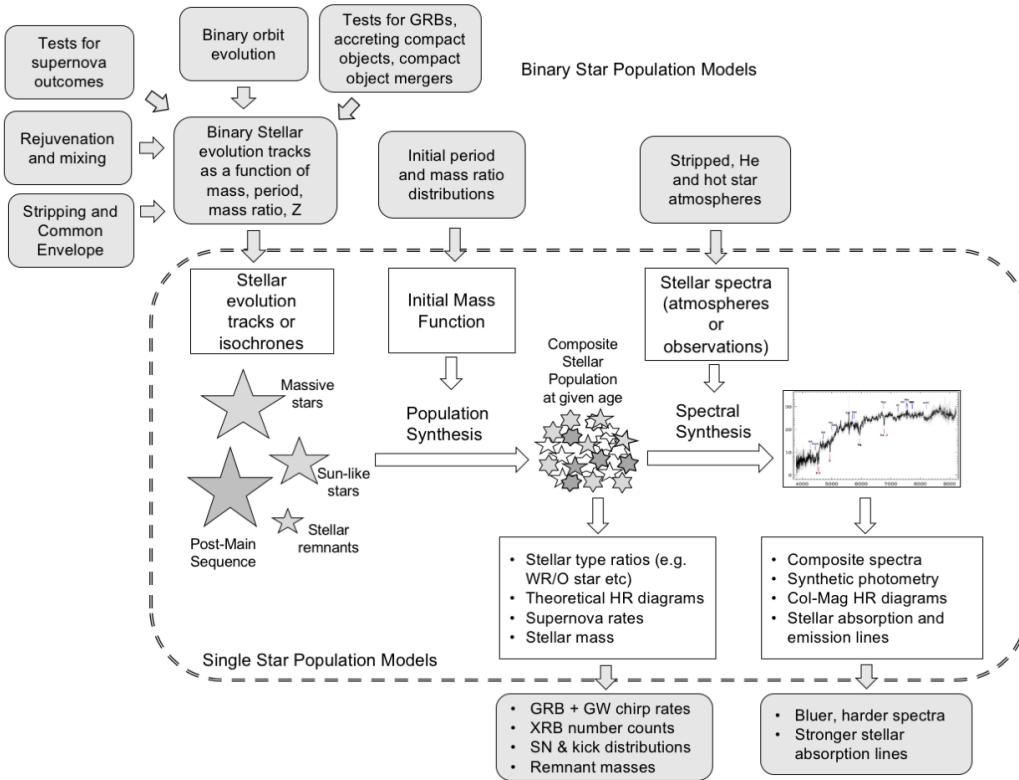 Tests for
supernova
outcomes
Binary orbit
evolution
Tests for GRBs,
accreting compact
objects, compact
object mergers
Binary Star Population Models
Rejuvenation
and mixing
Binary Stellar
evolution tracks
as a function of
mass, period,
mass ratio, Z
Initial period
and mass ratio
distributions
Stripped, He
and hot star
atmospheres
Stripping and
Common
Envelope
Stellar
evolution
tracks or
isochrones
Initial Mass
Function
Stellar spectra
(atmospheres
or
observations)
Composite
Stellar
Population
at given age
Massive
stars
Population
Synthesis
Spectral
Synthesis
Sun-like
stars
Post-Main
Sequence
Stellar
remnants
4000 5000 6000 7000 8000 9000
• Stellar type ratios (e.g.
WR/O star etc)
• Theoretical HR diagrams
• Supernova rates
• Stellar mass
• Composite spectra
• Synthetic photometry
• Col-Mag HR diagrams
• Stellar absorption and
emission lines
Single Star Population Models
• GRB + GW chirp rates
• XRB number counts
• SN & kick distributions
• Remnant masses
• Bluer, harder spectra
• Stronger stellar
absorption lines